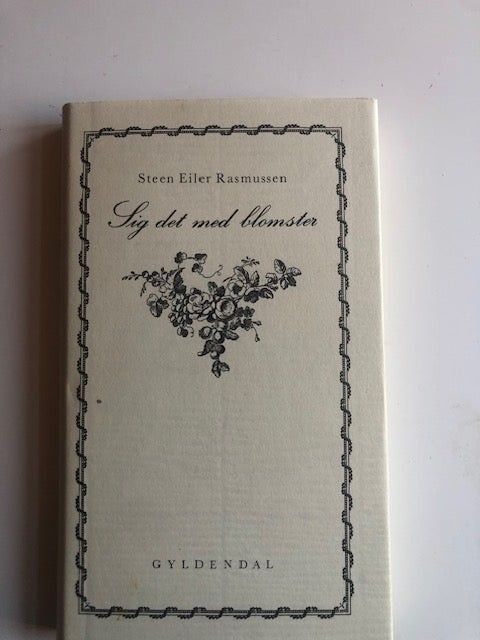 Steen Eiler Rasmussen
Sig det med blomster
GYLDENDAL